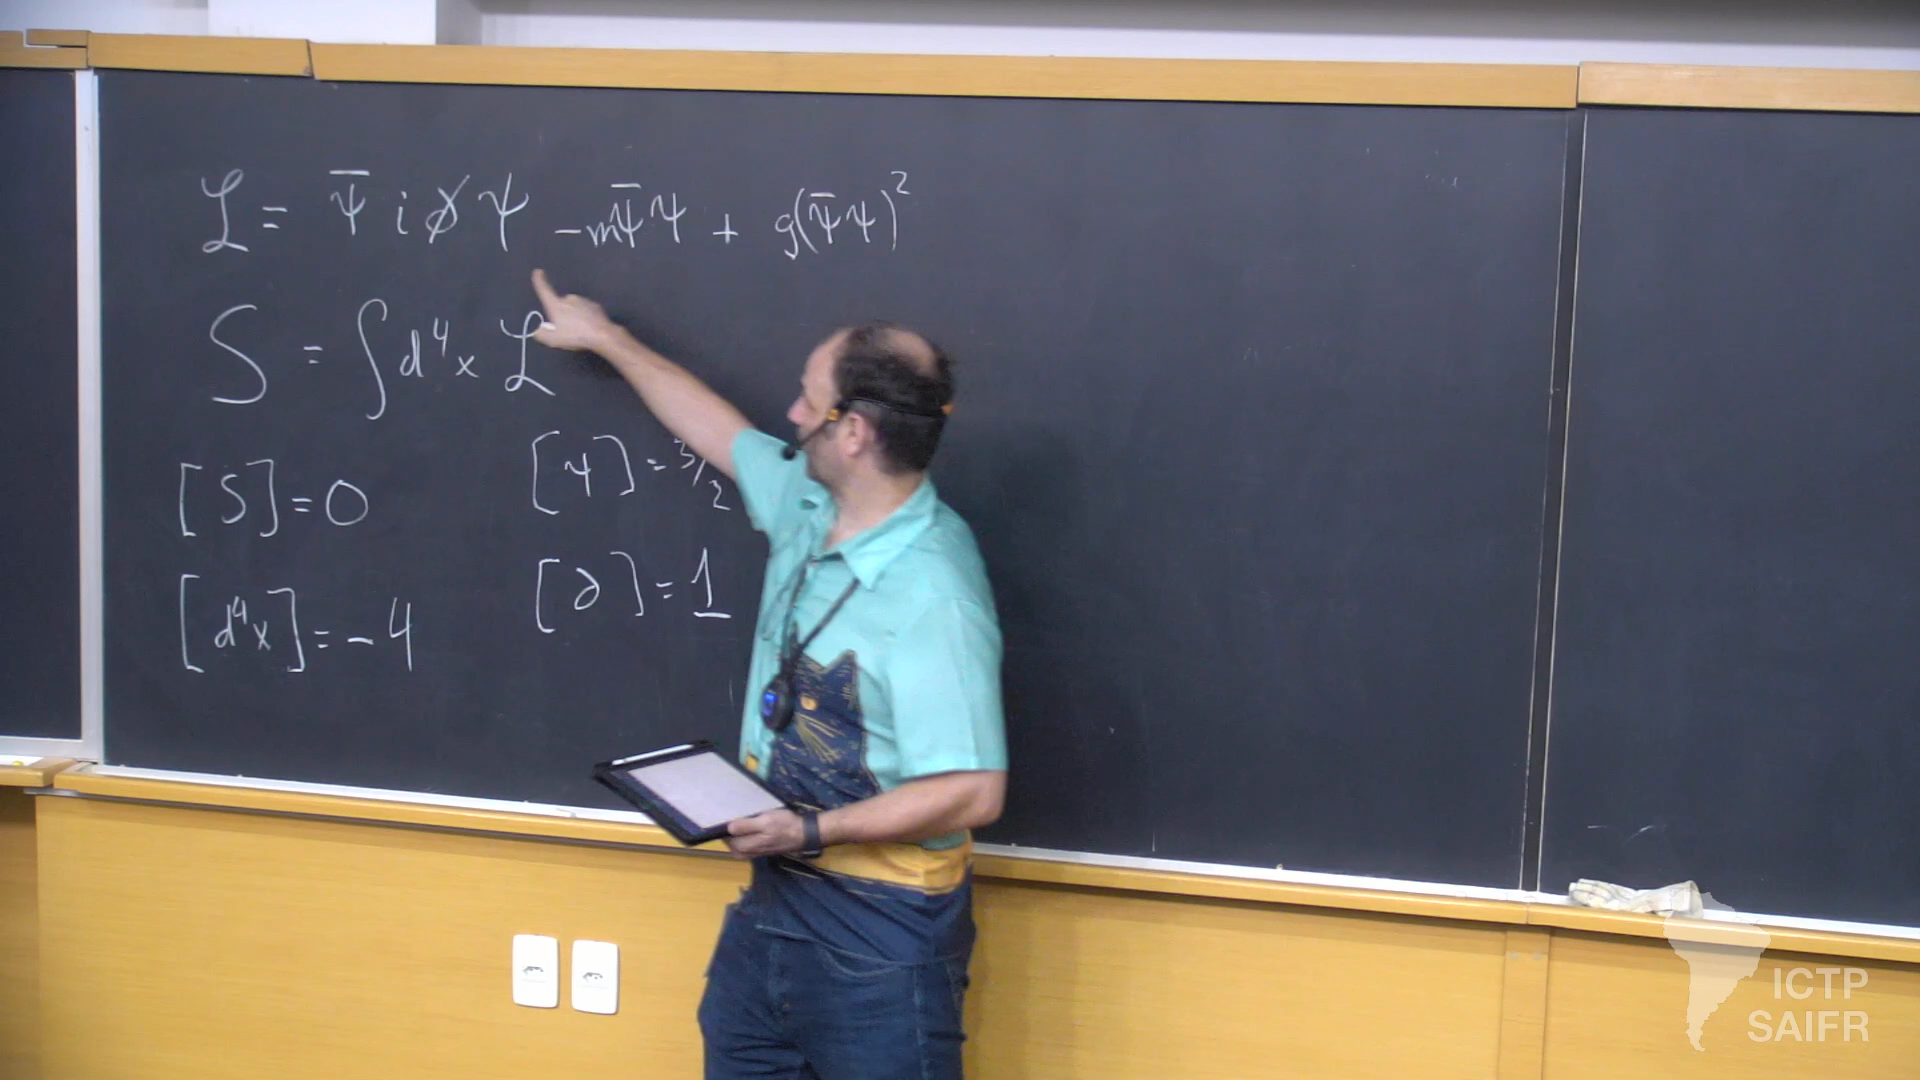 ℒ = Ψ̄ i ∂̸ Ψ − mΨ̄Ψ + g(Ψ̄Ψ)²
S = ∫d⁴x ℒ
[S] = 0
[d⁴x] = −4
[Ψ] = 3/2
[∂] = 1
ICTP
SAIFR